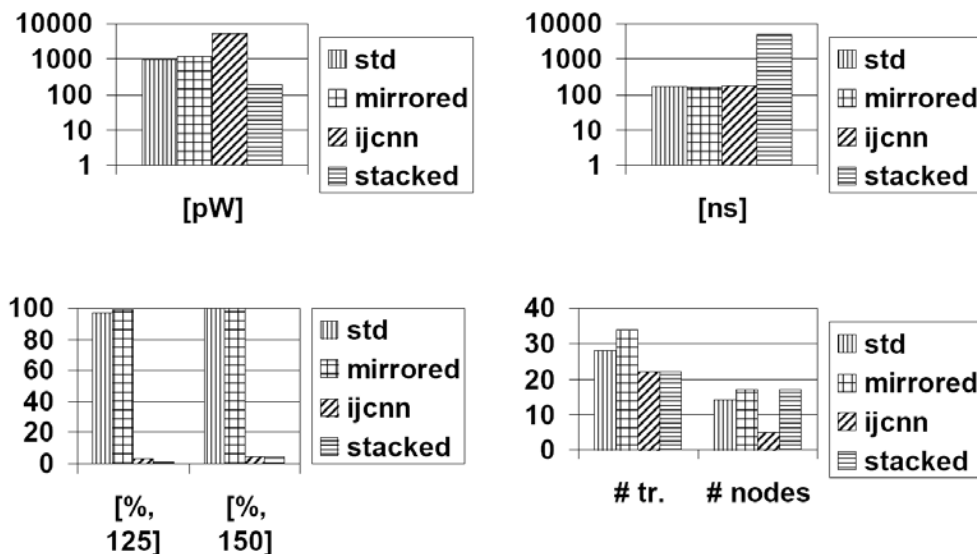 10000
1000
100
10
1
[pW]
std
mirrored
ijcnn
stacked
10000
1000
100
10
1
[ns]
std
mirrored
ijcnn
stacked
100
80
60
40
20
0
[%,
125]
[%,
150]
std
mirrored
ijcnn
stacked
40
30
20
10
0
# tr.
# nodes
std
mirrored
ijcnn
stacked